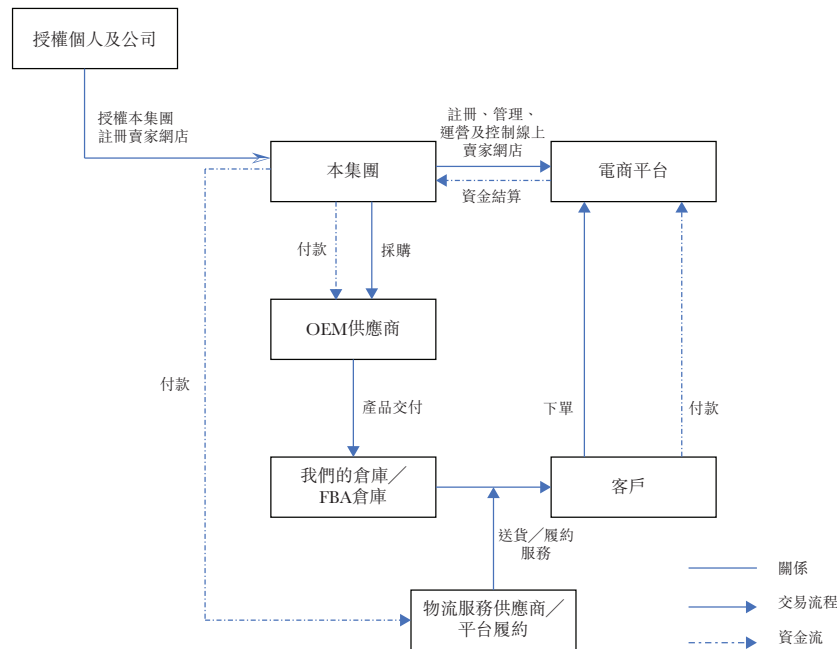 授權個人及公司
授權本集團
註冊賣家網店
註冊、管理、
運營及控制線上
賣家網店
本集團
電商平台
資金結算
付款
採購
OEM供應商
付款
產品交付
下單
付款
我們的倉庫／
FBA倉庫
客戶
送貨／履約
服務
物流服務供應商／
平台履約
關係
交易流程
資金流